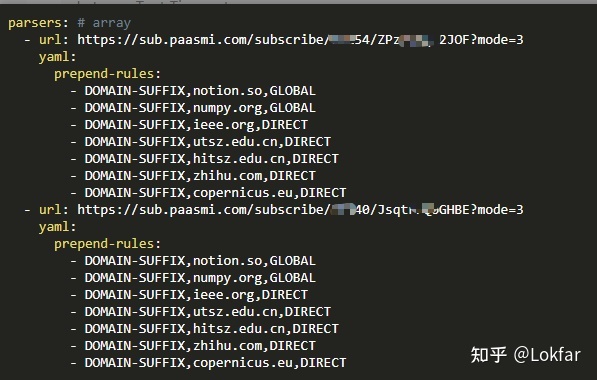 parsers: # array
- url: https://sub.paasmi.com/subscribe/ 54/ZPz 2JOF?mode=3
yaml:
prepend-rules:
- DOMAIN-SUFFIX,notion.so,GLOBAL
- DOMAIN-SUFFIX,numpy.org,GLOBAL
- DOMAIN-SUFFIX,ieee.org,DIRECT
- DOMAIN-SUFFIX,utsz.edu.cn,DIRECT
- DOMAIN-SUFFIX,hitsz.edu.cn,DIRECT
- DOMAIN-SUFFIX,zhihu.com,DIRECT
- DOMAIN-SUFFIX,copernicus.eu,DIRECT
- url: https://sub.paasmi.com/subscribe/ 40/Jsqt GHBE?mode=3
yaml:
prepend-rules:
- DOMAIN-SUFFIX,notion.so,GLOBAL
- DOMAIN-SUFFIX,numpy.org,GLOBAL
- DOMAIN-SUFFIX,ieee.org,DIRECT
- DOMAIN-SUFFIX,utsz.edu.cn,DIRECT
- DOMAIN-SUFFIX,hitsz.edu.cn,DIRECT
- DOMAIN-SUFFIX,zhihu.com,DIRECT
- DOMAIN-SUFFIX,copernicus.eu,DIRECT
知乎 @Lokfar